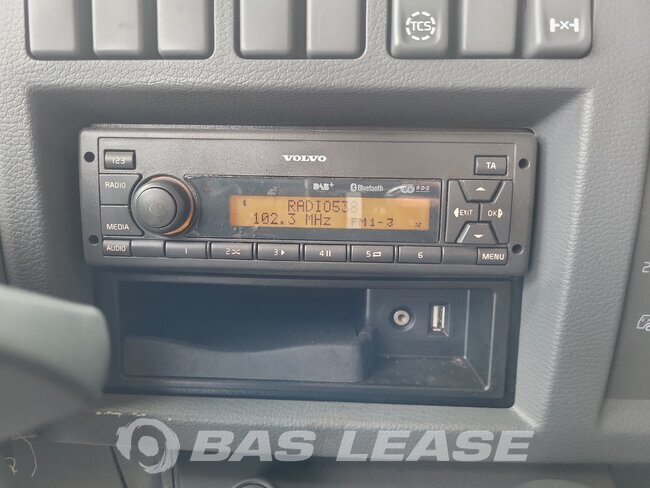 TCS
VOLVO
123
TA
RADIO
DAB+
Bluetooth
R·D·S
RADIO538
102.3 MHz FM1-3
EXIT
OK
MEDIA
AUDIO
1
2
3
4
5
6
MENU
2
BAS LEASE